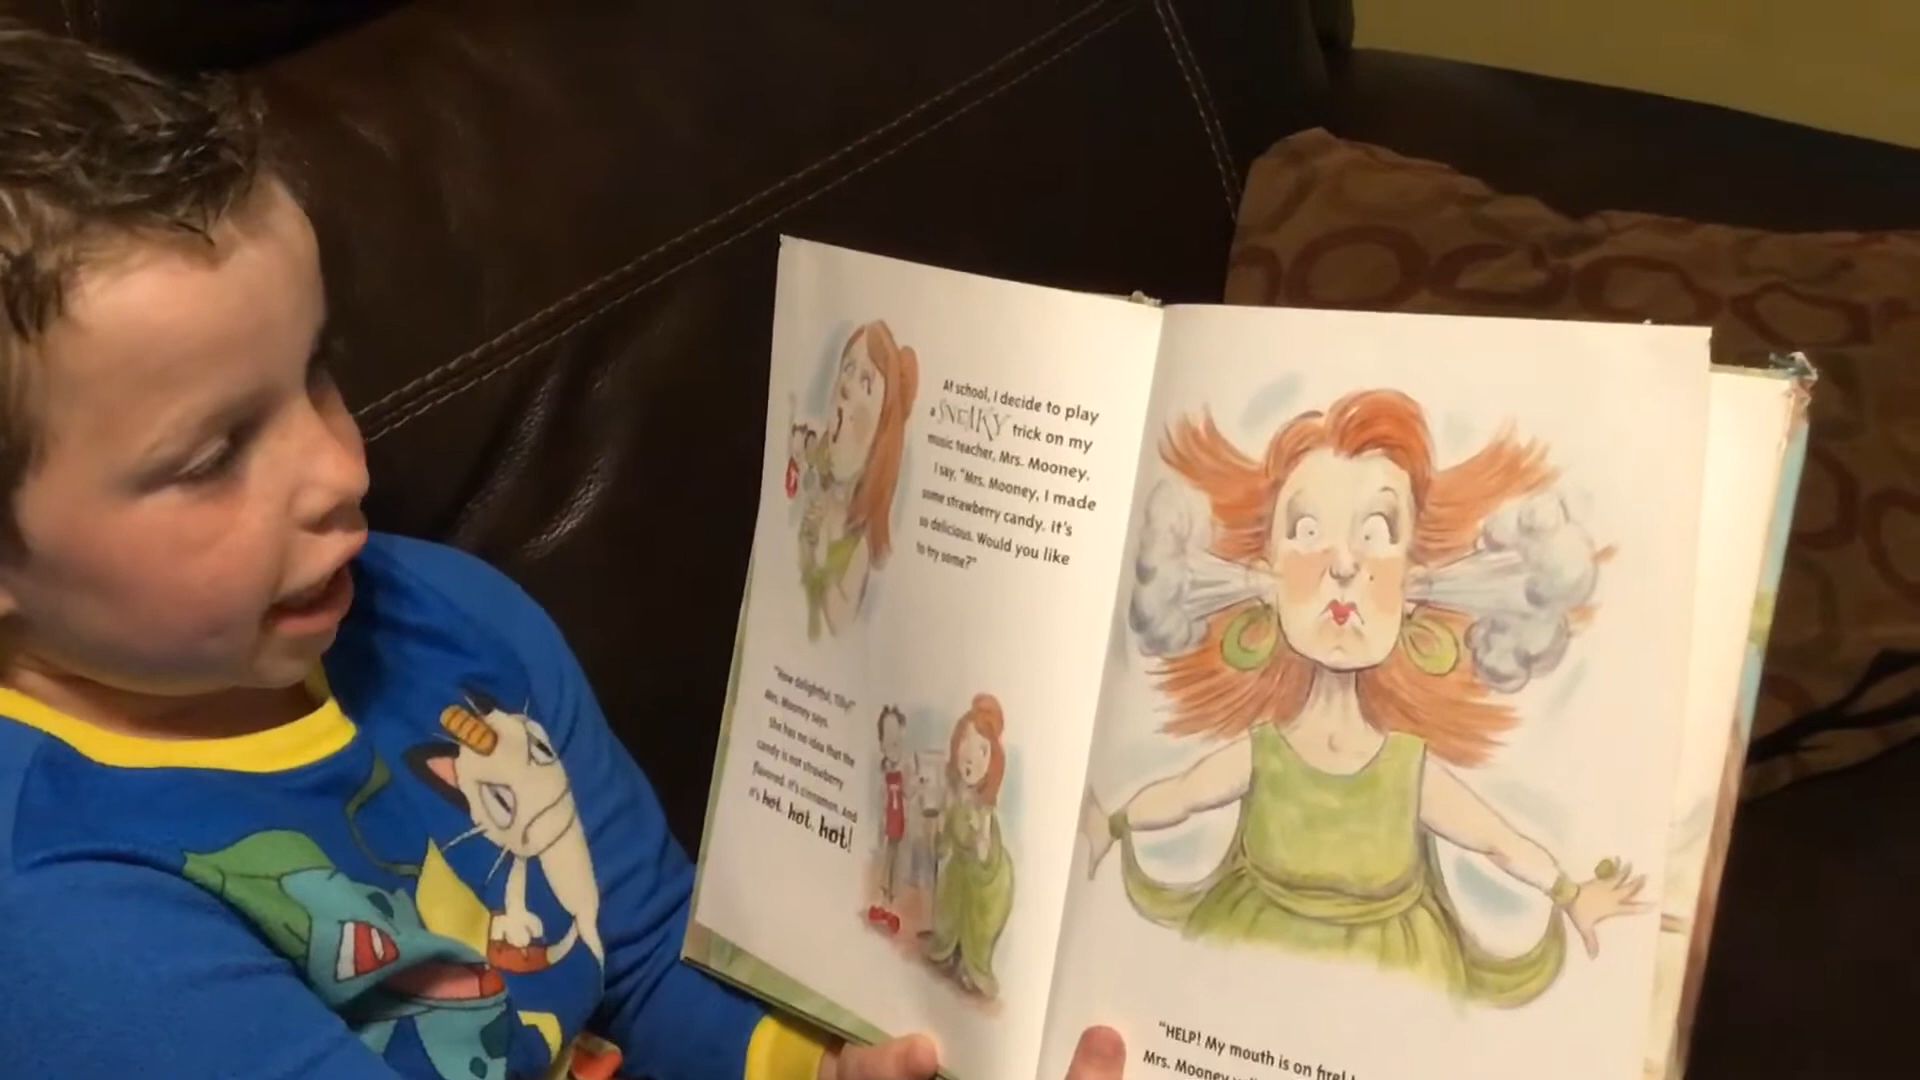 At school, I decide to play
a SNEAKY trick on my
music teacher, Mrs. Mooney.
I say, "Mrs. Mooney, I made
some strawberry candy. It's
so delicious. Would you like
to try some?"
"How delightful, Tilly!"
Mrs. Mooney says.
She has no idea that the
candy is not strawberry
flavored. It's cinnamon. And
it's hot, hot, hot!
T
"HELP! My mouth is on fire!
Mrs. Mooney